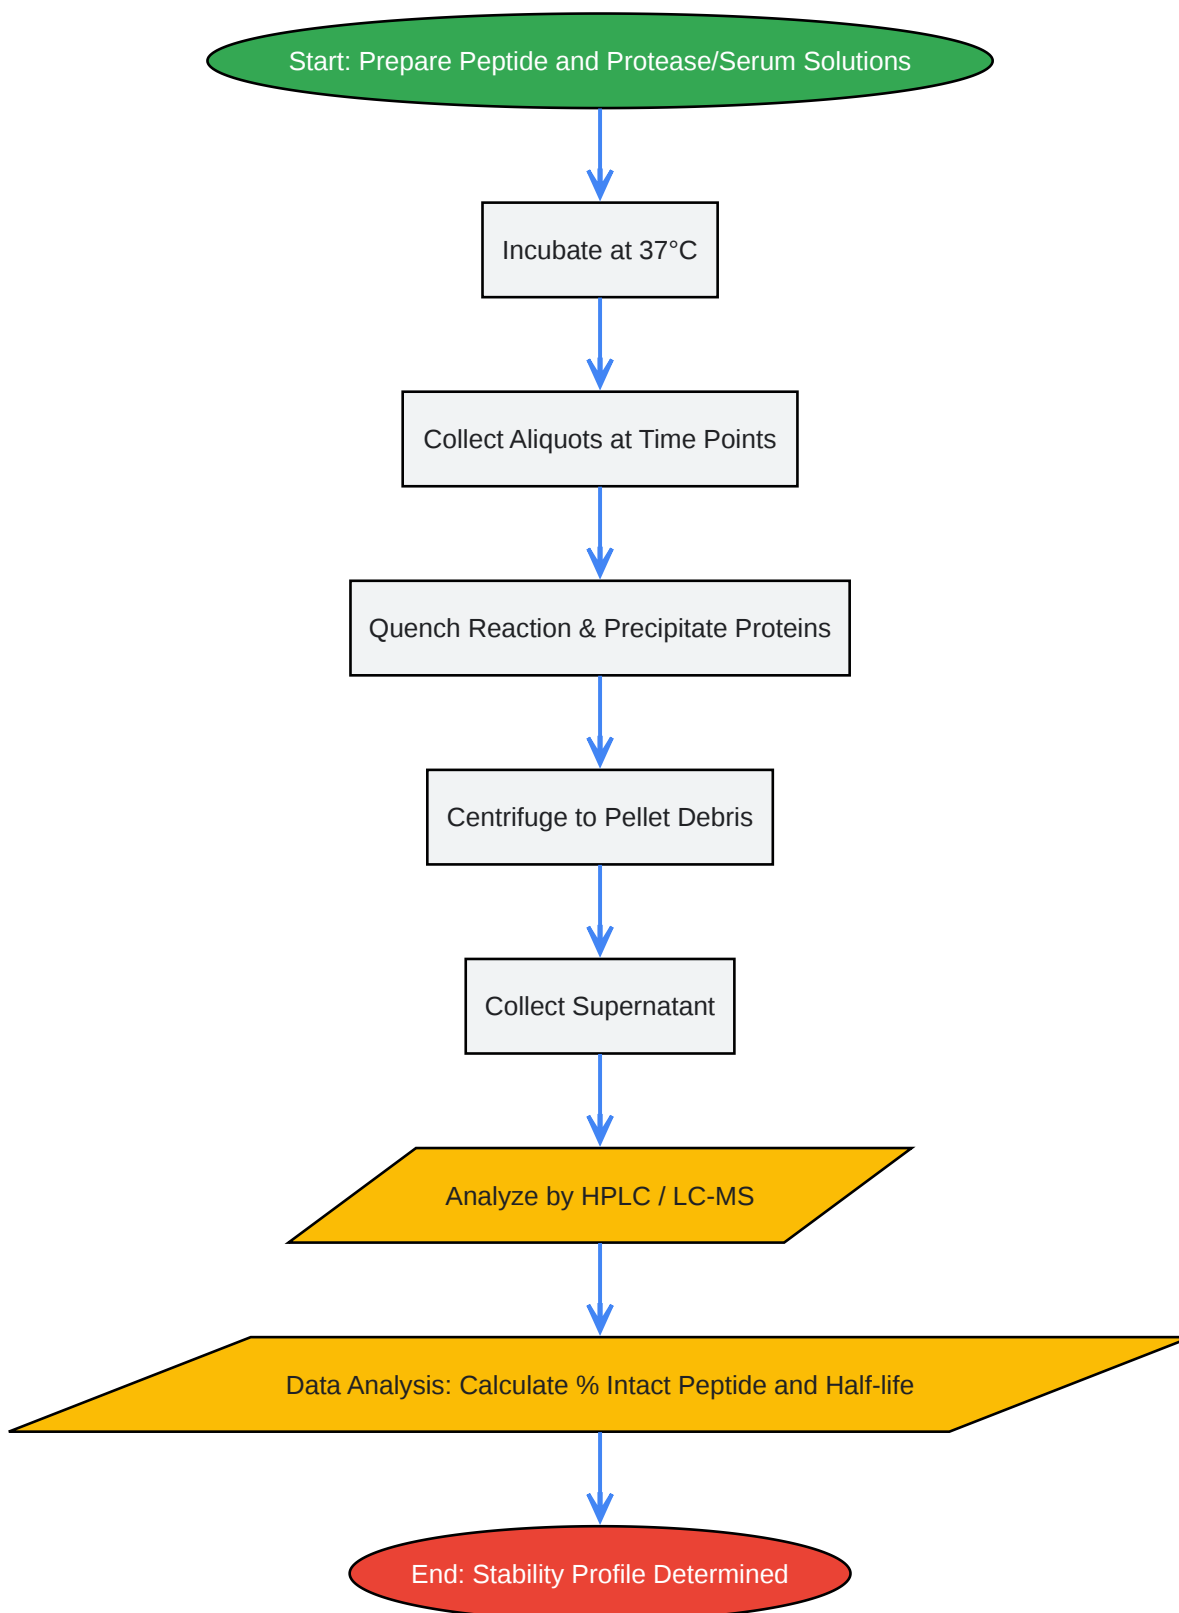 Start: Prepare Peptide and Protease/Serum Solutions
Incubate at 37°C
Collect Aliquots at Time Points
Quench Reaction & Precipitate Proteins
Centrifuge to Pellet Debris
Collect Supernatant
Analyze by HPLC / LC-MS
Data Analysis: Calculate % Intact Peptide and Half-life
End: Stability Profile Determined